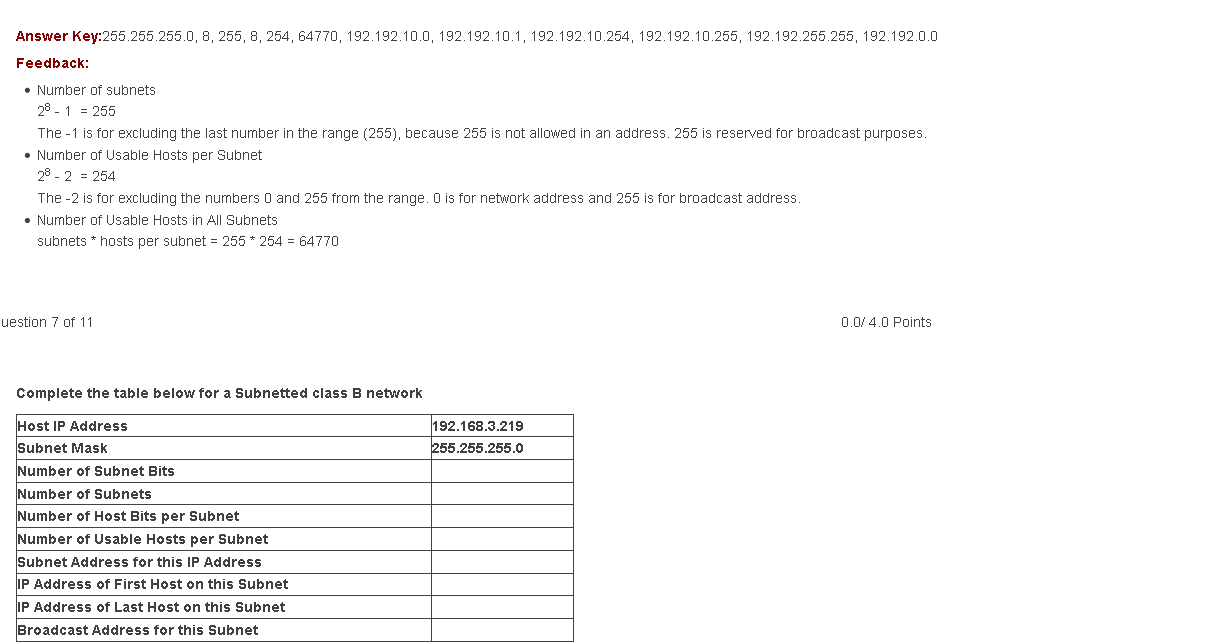 Answer Key:255.255.255.0, 8, 255, 8, 254, 64770, 192.192.10.0, 192.192.10.1, 192.192.10.254, 192.192.10.255, 192.192.255.255, 192.192.0.0
Feedback:
• Number of subnets
2⁸ - 1 = 255
The -1 is for excluding the last number in the range (255), because 255 is not allowed in an address. 255 is reserved for broadcast purposes.
• Number of Usable Hosts per Subnet
2⁸ - 2 = 254
The -2 is for excluding the numbers 0 and 255 from the range. 0 is for network address and 255 is for broadcast address.
• Number of Usable Hosts in All Subnets
subnets * hosts per subnet = 255 * 254 = 64770
uestion 7 of 11 0.0/ 4.0 Points
Complete the table below for a Subnetted class B network
Host IP Address 192.168.3.219
Subnet Mask 255.255.255.0
Number of Subnet Bits
Number of Subnets
Number of Host Bits per Subnet
Number of Usable Hosts per Subnet
Subnet Address for this IP Address
IP Address of First Host on this Subnet
IP Address of Last Host on this Subnet
Broadcast Address for this Subnet